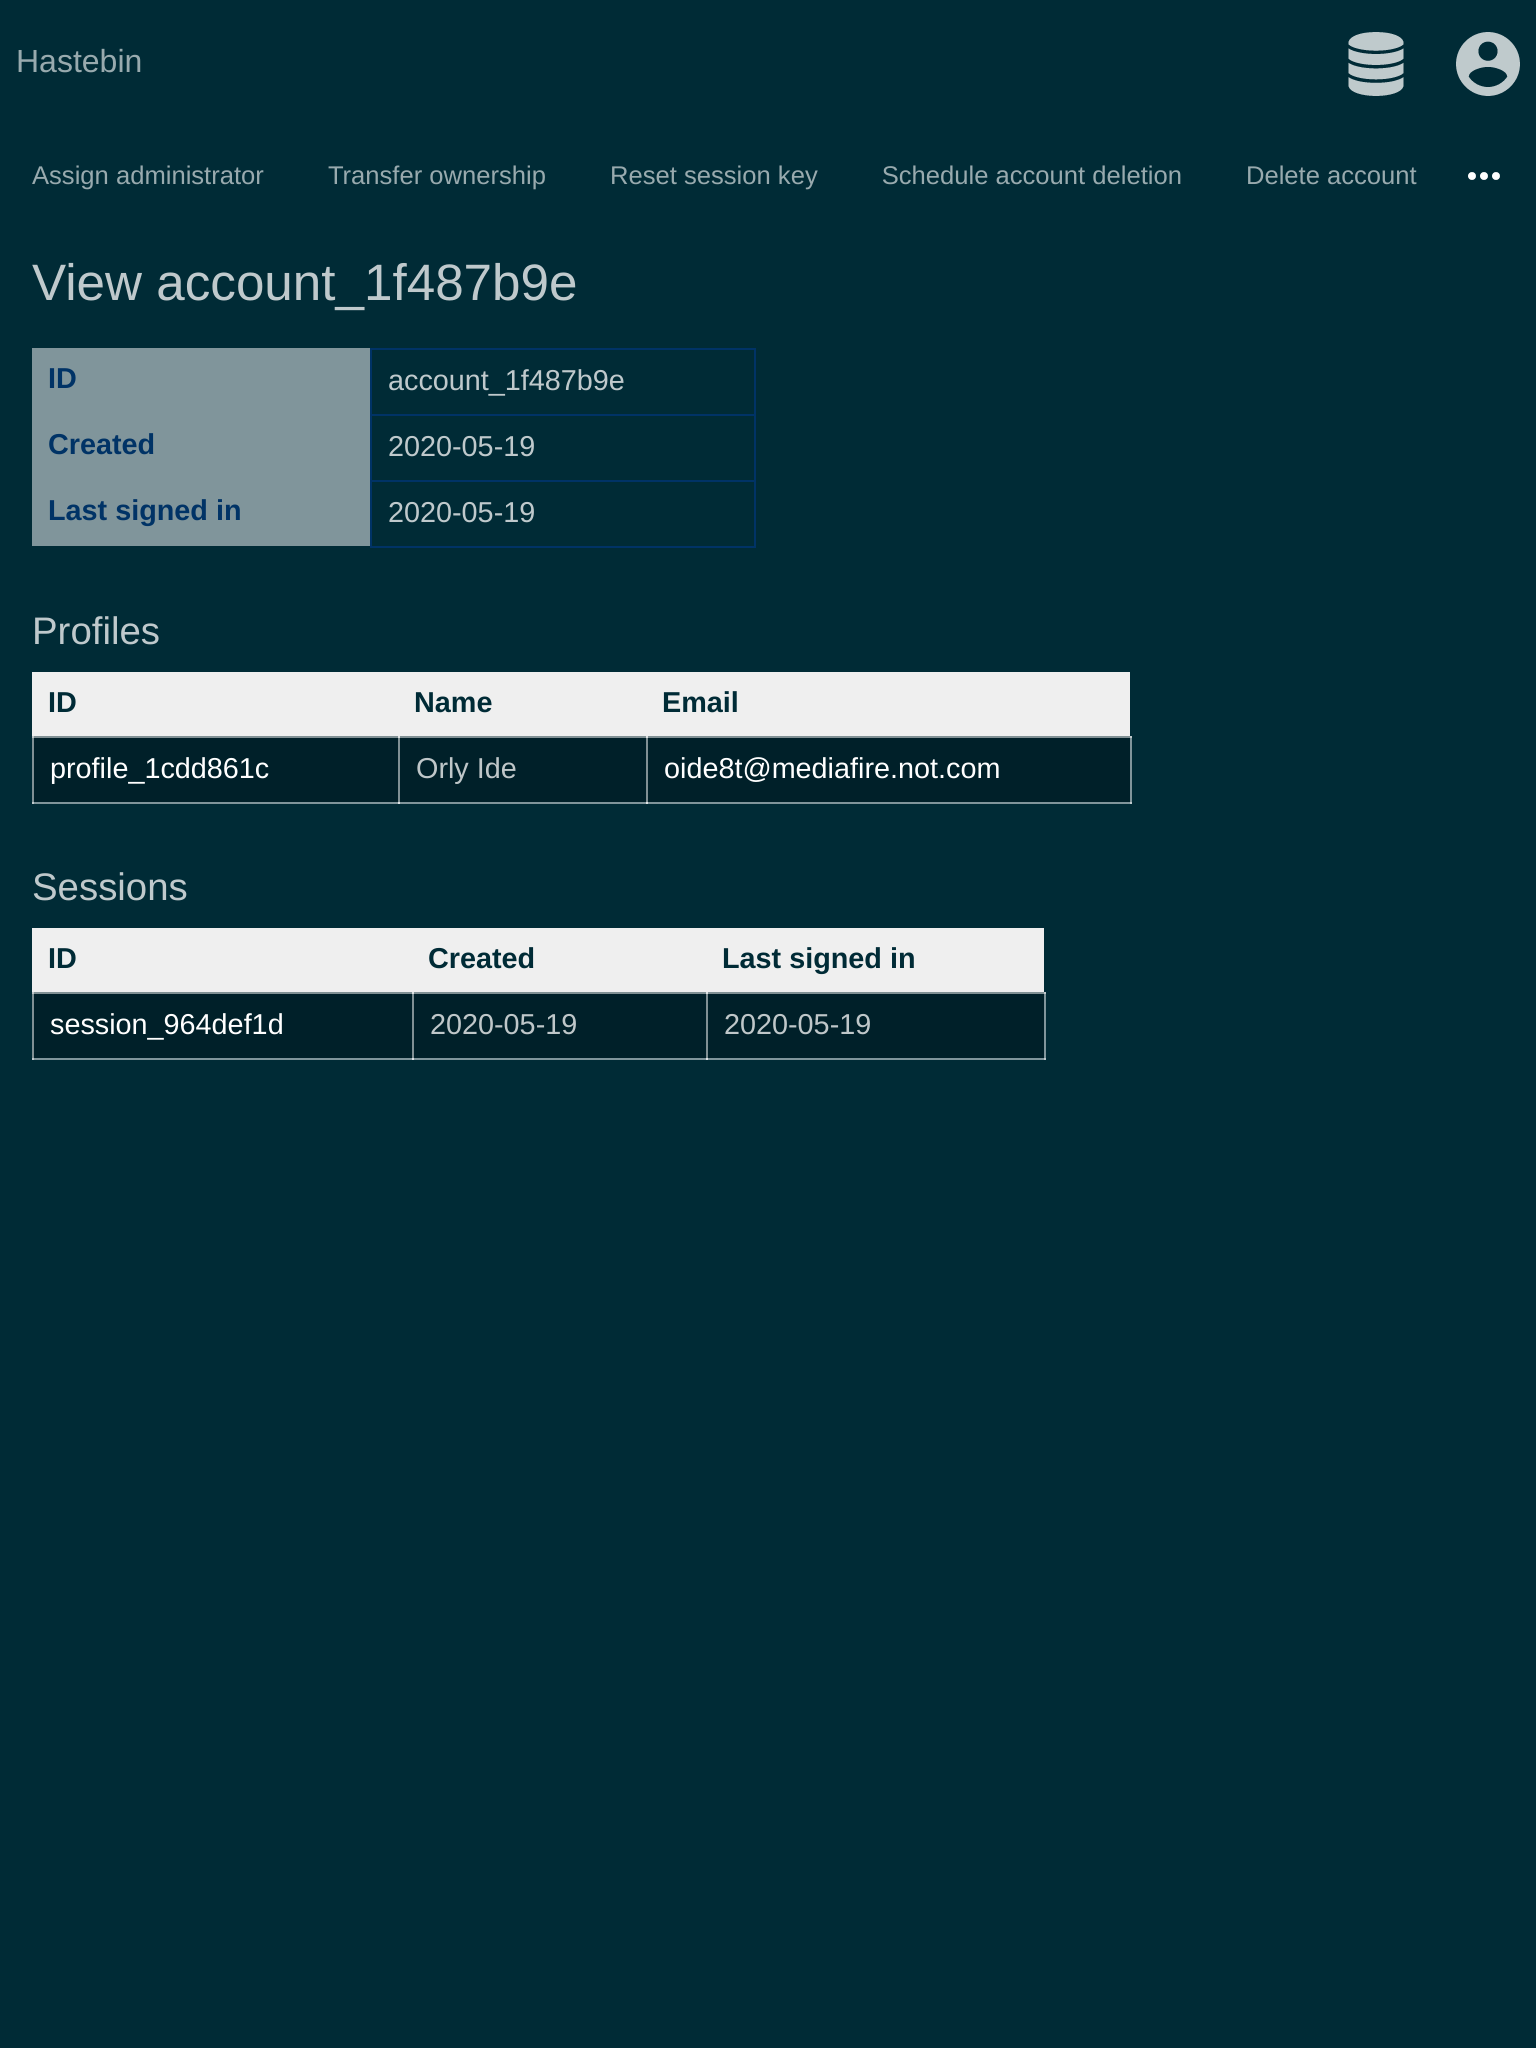 Hastebin
Assign administrator Transfer ownership Reset session key Schedule account deletion Delete account
View account_1f487b9e
ID account_1f487b9e
Created 2020-05-19
Last signed in 2020-05-19
Profiles
ID Name Email
profile_1cdd861c Orly Ide oide8t@mediafire.not.com
Sessions
ID Created Last signed in
session_964def1d 2020-05-19 2020-05-19